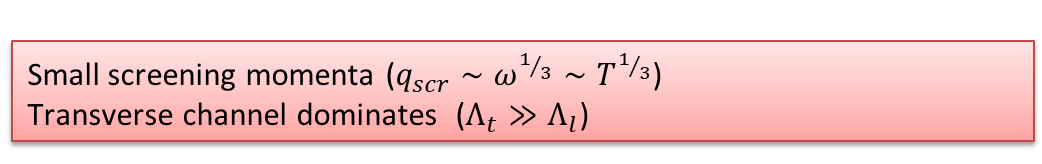 Small screening momenta (q_scr ~ ω^1/3 ~ T^1/3)
Transverse channel dominates (Λ_t ≫ Λ_l)